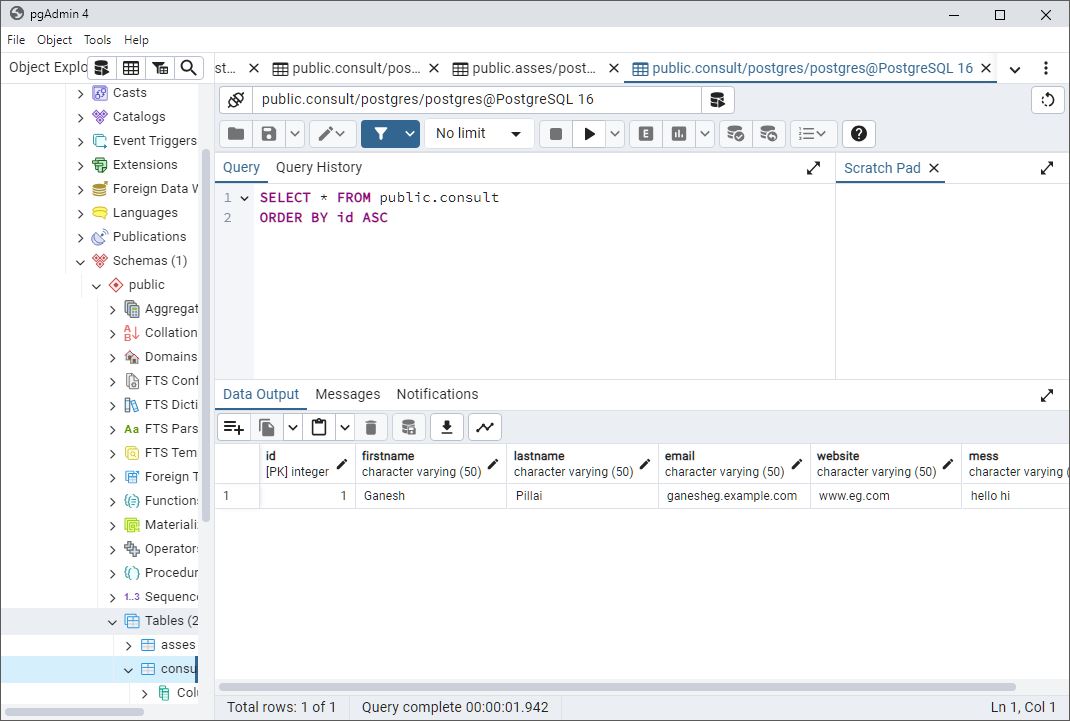 pgAdmin 4
File Object Tools Help
Object Explo
st... public.consult/pos... public.asses/post... public.consult/postgres/postgres@PostgreSQL 16
public.consult/postgres/postgres@PostgreSQL 16
No limit
E
Casts
Catalogs
Event Triggers
Extensions
Foreign Data W
Languages
Publications
Schemas (1)
public
Aggregat
Collation
Domains
FTS Conf
FTS Dicti
Aa FTS Pars
FTS Tem
Foreign T
Functions
Materializ
Operators
Procedur
1..3 Sequence
Tables (2
asses
consu
Colu
Query Query History
Scratch Pad
1 SELECT * FROM public.consult
2 ORDER BY id ASC
Data Output Messages Notifications
id firstname lastname email website mess
[PK] integer character varying (50) character varying (50) character varying (50) character varying (50) character varying (
1 1 Ganesh Pillai ganesheg.example.com www.eg.com hello hi
Total rows: 1 of 1 Query complete 00:00:01.942 Ln 1, Col 1